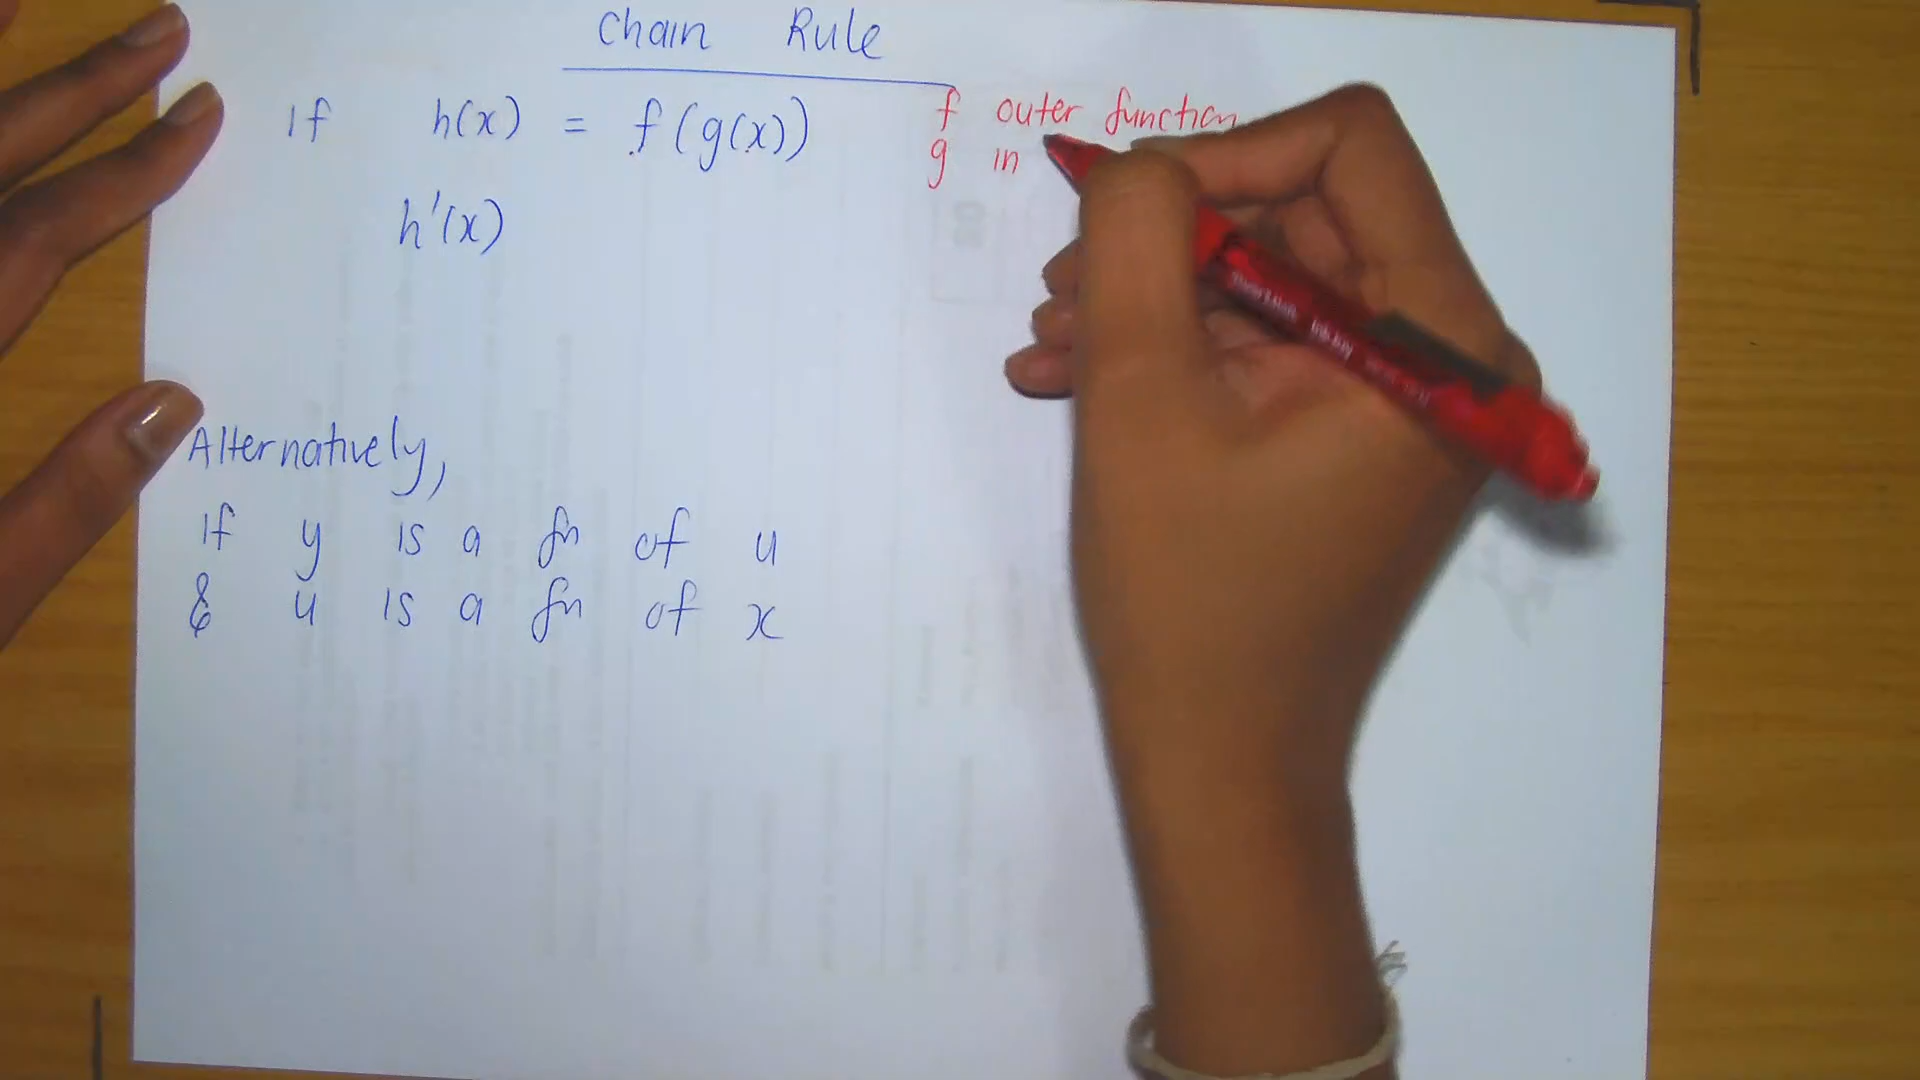 Chain Rule
If h(x) = f(g(x))
f outer function
g in
h'(x)
Alternatively,
If y is a fn of u
& u is a fn of x